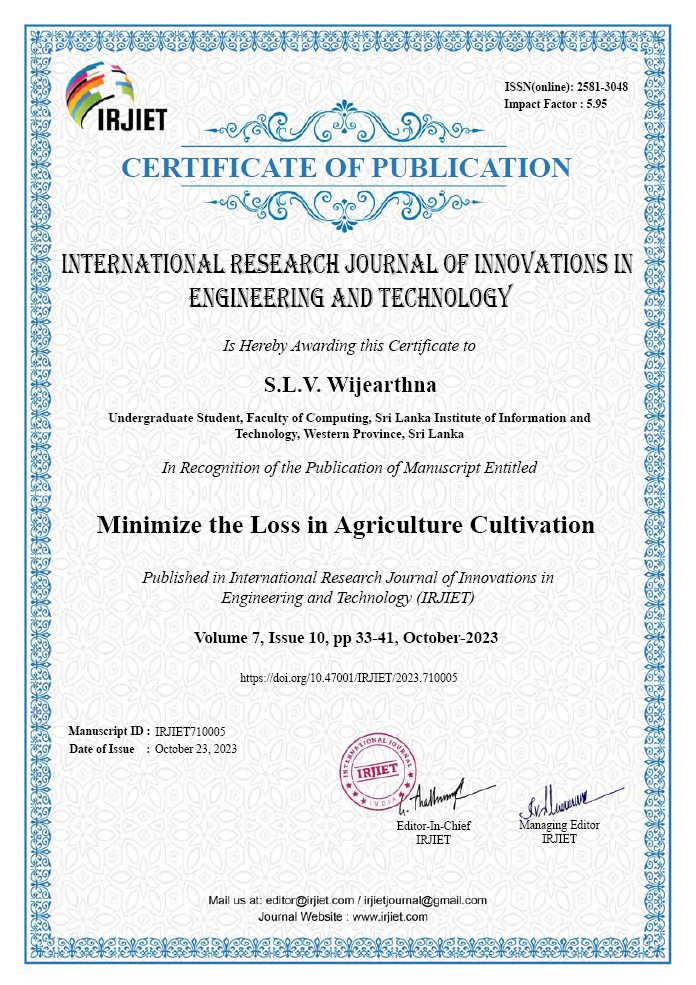 IRJIET
ISSN(online): 2581-3048
Impact Factor : 5.95
CERTIFICATE OF PUBLICATION
INTERNATIONAL RESEARCH JOURNAL OF INNOVATIONS IN
ENGINEERING AND TECHNOLOGY
Is Hereby Awarding this Certificate to
S.L.V. Wijearthna
Undergraduate Student, Faculty of Computing, Sri Lanka Institute of Information and
Technology, Western Province, Sri Lanka
In Recognition of the Publication of Manuscript Entitled
Minimize the Loss in Agriculture Cultivation
Published in International Research Journal of Innovations in
Engineering and Technology (IRJIET)
Volume 7, Issue 10, pp 33-41, October-2023
https://doi.org/10.47001/IRJIET/2023.710005
Manuscript ID : IRJIET710005
Date of Issue : October 23, 2023
INTERNATIONAL JOURNAL
IRJIET
INDIA
Editor-In-Chief
IRJIET
Managing Editor
IRJIET
Mail us at: editor@irjiet.com / irjietjournal@gmail.com
Journal Website : www.irjiet.com